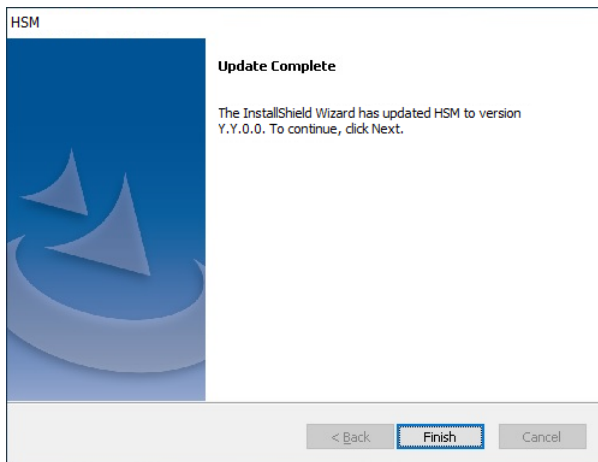 HSM
Update Complete
The InstallShield Wizard has updated HSM to version
Y.Y.0.0. To continue, click Next.
< Back
Finish
Cancel